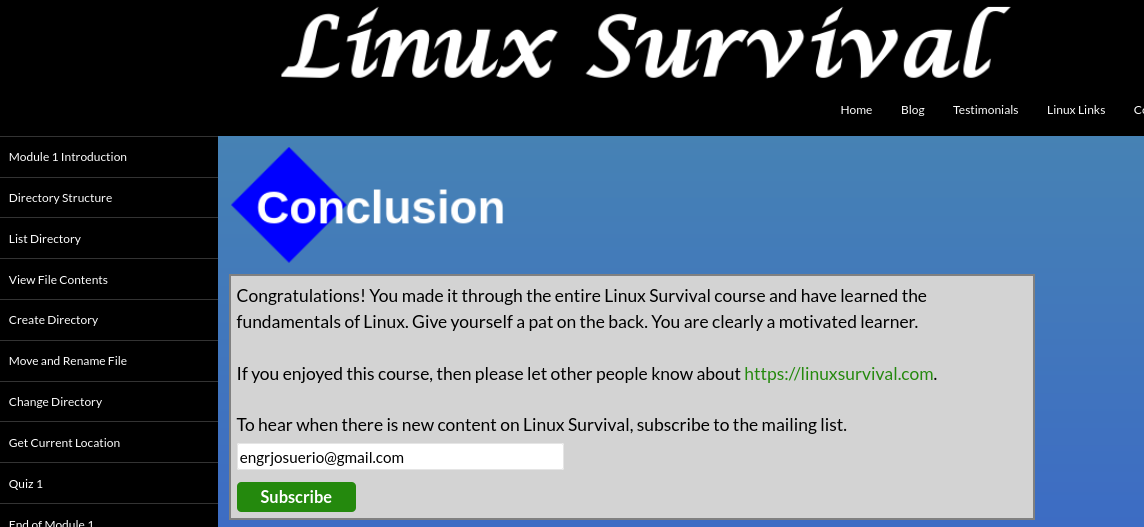 Linux Survival
Home Blog Testimonials Linux Links
Module 1 Introduction
Directory Structure
List Directory
View File Contents
Create Directory
Move and Rename File
Change Directory
Get Current Location
Quiz 1
End of Module 1
Conclusion
Congratulations! You made it through the entire Linux Survival course and have learned the
fundamentals of Linux. Give yourself a pat on the back. You are clearly a motivated learner.
If you enjoyed this course, then please let other people know about https://linuxsurvival.com.
To hear when there is new content on Linux Survival, subscribe to the mailing list.
engrjosuerio@gmail.com
Subscribe